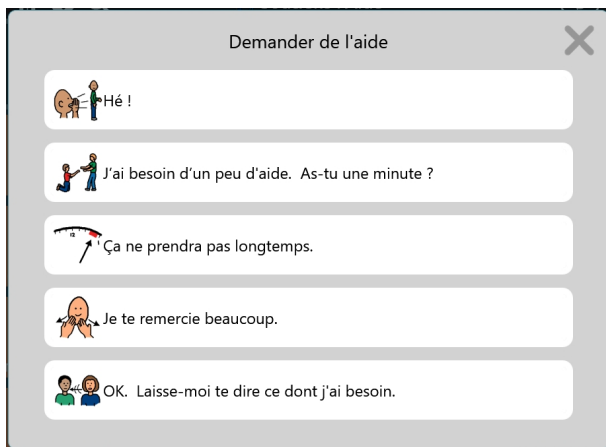 Demander de l'aide
Hé !
J'ai besoin d'un peu d'aide.  As-tu une minute ?
Ça ne prendra pas longtemps.
Je te remercie beaucoup.
OK.  Laisse-moi te dire ce dont j'ai besoin.